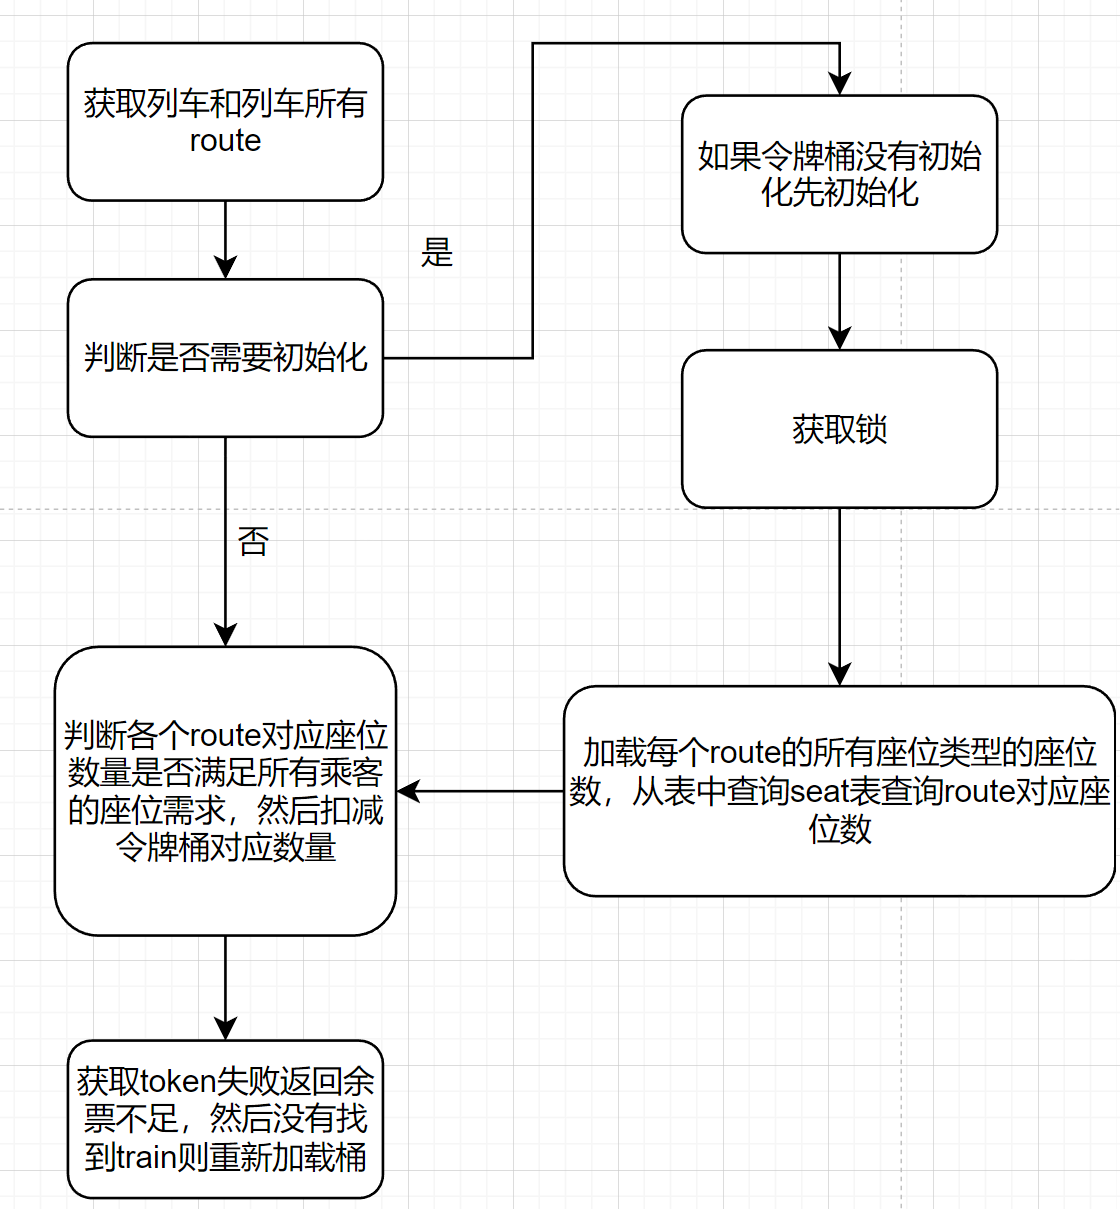 获取列车和列车所有
route
判断是否需要初始化
是
如果令牌桶没有初始
化先初始化
获取锁
否
判断各个route对应座位
数量是否满足所有乘客
的座位需求，然后扣减
令牌桶对应数量
加载每个route的所有座位类型的座位
数，从表中查询seat表查询route对应座
位数
获取token失败返回余
票不足，然后没有找
到train则重新加载桶